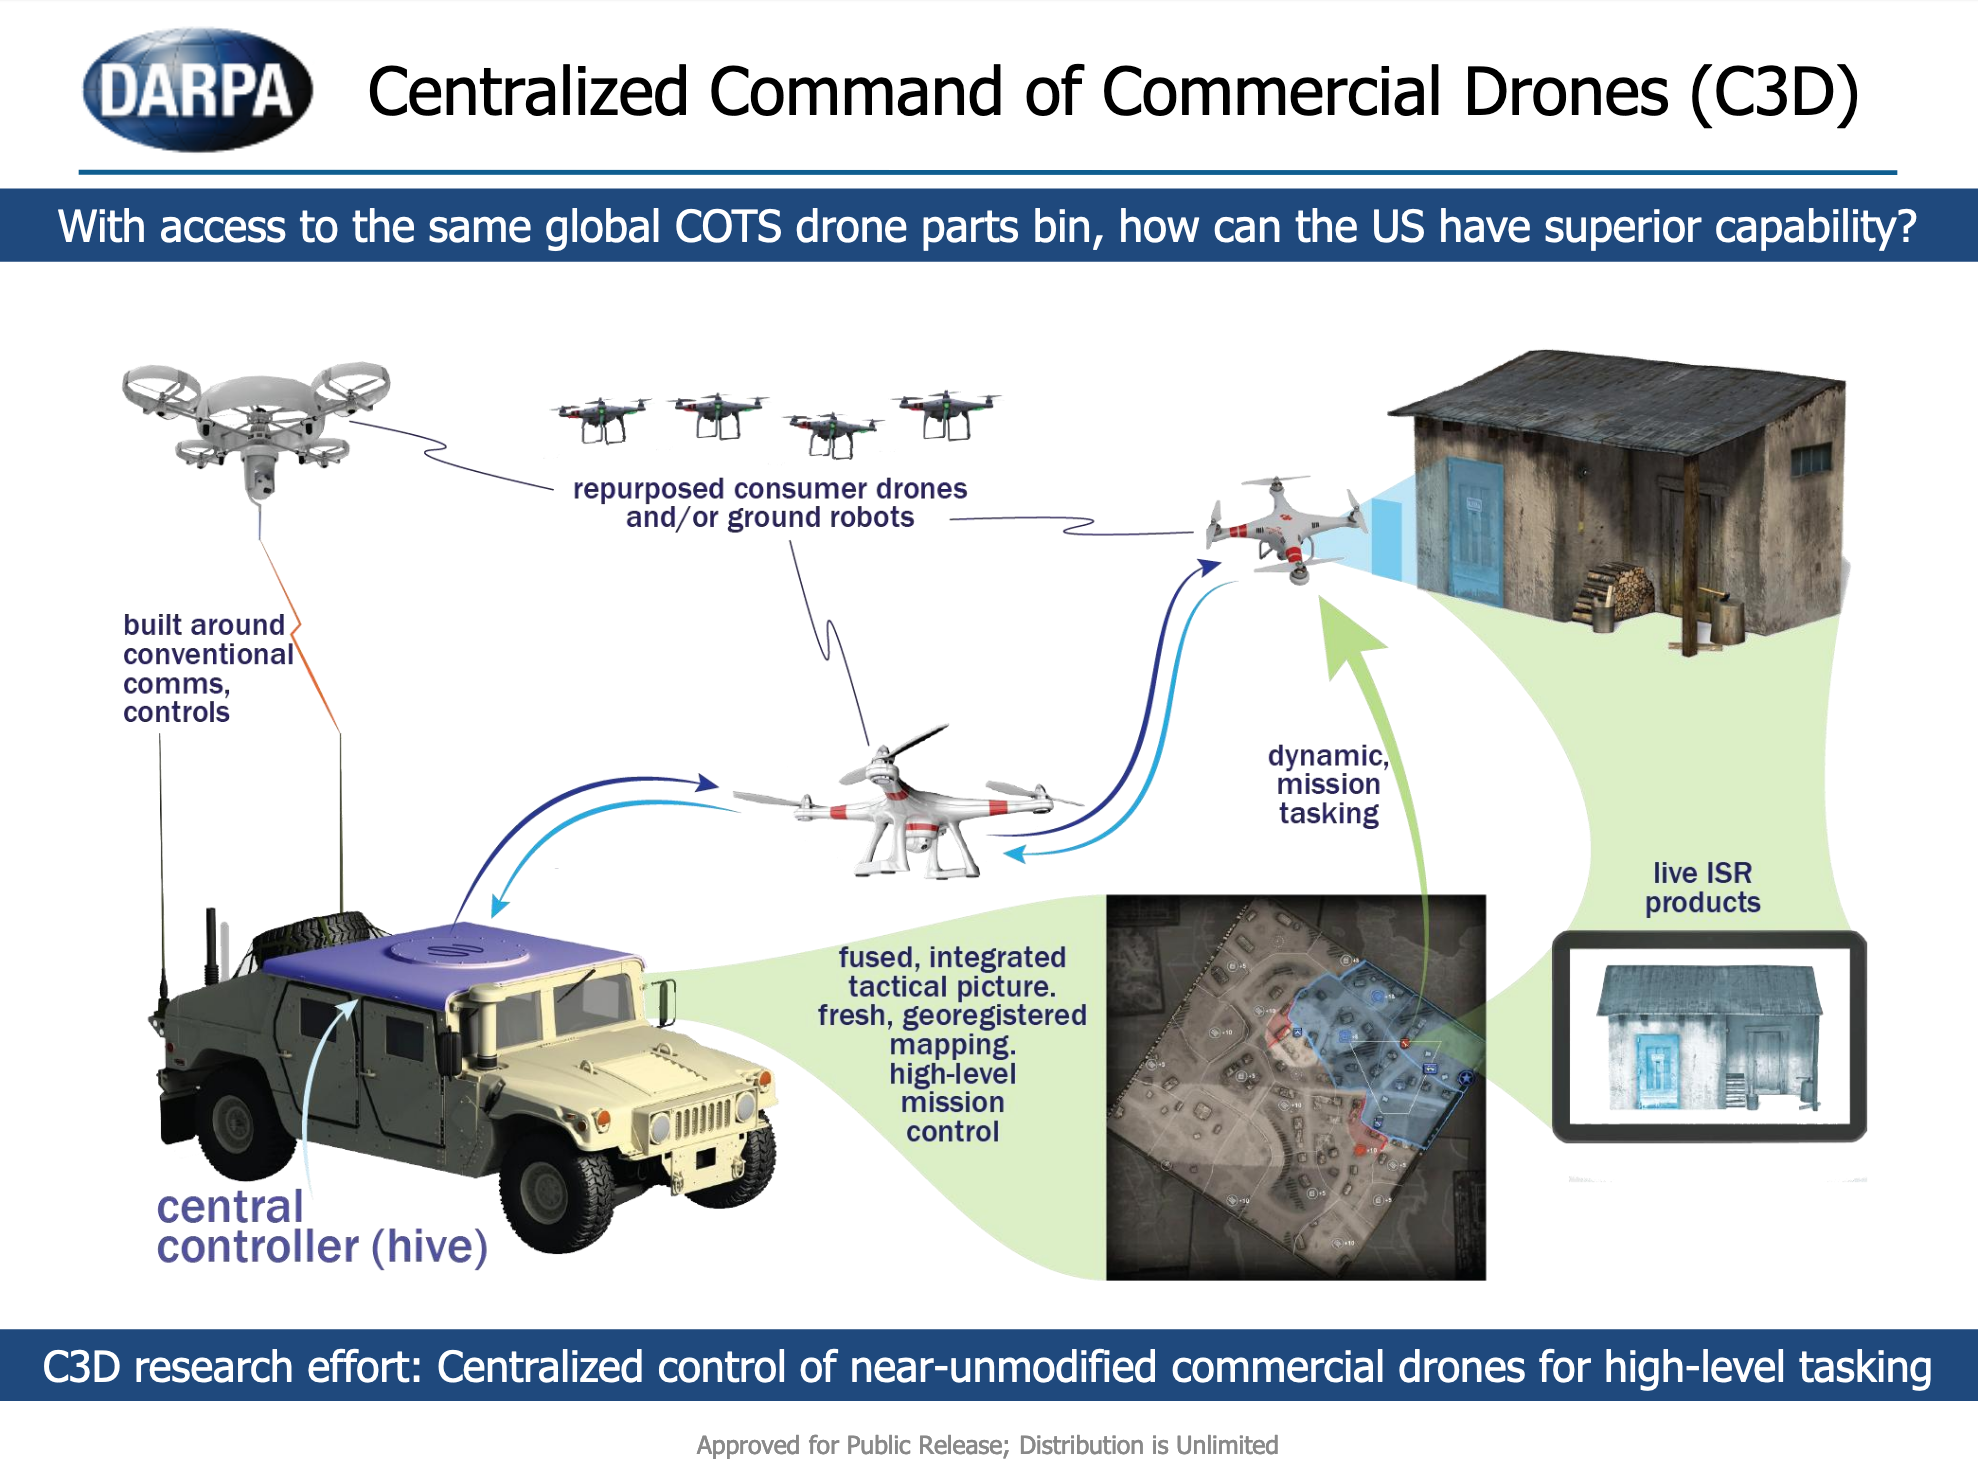 DARPA
Centralized Command of Commercial Drones (C3D)
With access to the same global COTS drone parts bin, how can the US have superior capability?
repurposed consumer drones
and/or ground robots
built around
conventional
comms,
controls
dynamic,
mission
tasking
live ISR
products
fused, integrated
tactical picture.
fresh, georegistered
mapping.
high-level
mission
control
central
controller (hive)
C3D research effort: Centralized control of near-unmodified commercial drones for high-level tasking
Approved for Public Release; Distribution is Unlimited